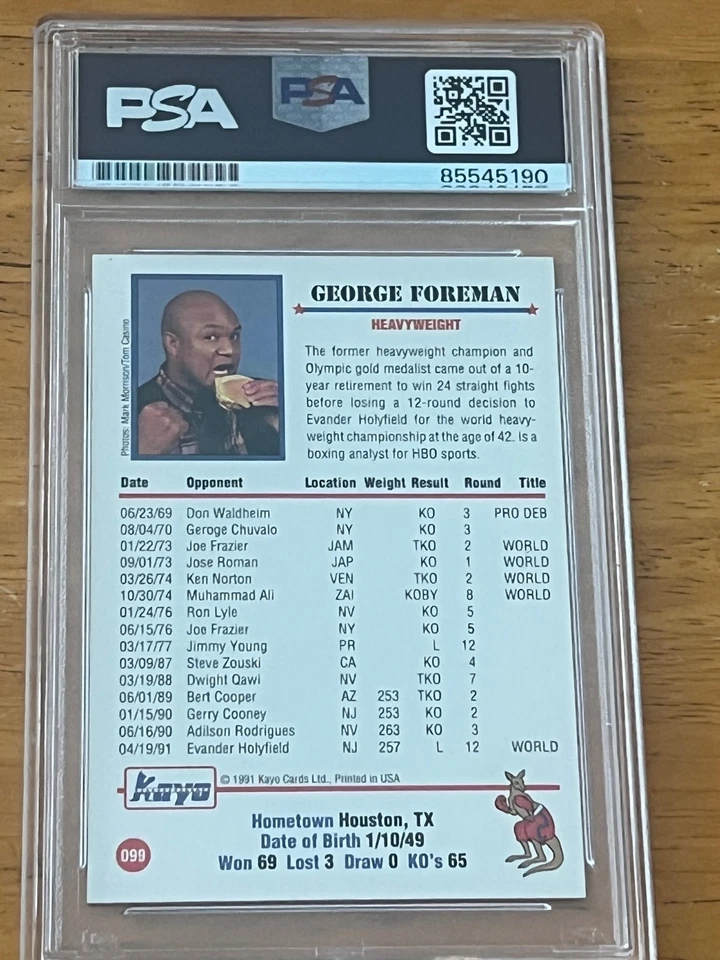 PSA
PSA
85545190
Photos: Mark Morrison/Tom Casino
GEORGE FOREMAN
HEAVYWEIGHT
The former heavyweight champion and
Olympic gold medalist came out of a 10-
year retirement to win 24 straight fights
before losing a 12-round decision to
Evander Holyfield for the world heavy-
weight championship at the age of 42. Is a
boxing analyst for HBO sports.
Date Opponent Location Weight Result Round Title
06/23/69 Don Waldheim NY KO 3 PRO DEB
08/04/70 Geroge Chuvalo NY KO 3
01/22/73 Joe Frazier JAM TKO 2 WORLD
09/01/73 Jose Roman JAP KO 1 WORLD
03/26/74 Ken Norton VEN TKO 2 WORLD
10/30/74 Muhammad Ali ZAI KOBY 8 WORLD
01/24/76 Ron Lyle NV KO 5
06/15/76 Joe Frazier NY KO 5
03/17/77 Jimmy Young PR L 12
03/09/87 Steve Zouski CA KO 4
03/19/88 Dwight Qawi NV TKO 7
06/01/89 Bert Cooper AZ 253 TKO 2
01/15/90 Gerry Cooney NJ 253 KO 2
06/16/90 Adilson Rodrigues NV 263 KO 3
04/19/91 Evander Holyfield NJ 257 L 12 WORLD
Kayo © 1991 Kayo Cards Ltd., Printed in USA
Hometown Houston, TX
Date of Birth 1/10/49
099 Won 69 Lost 3 Draw 0 KO's 65